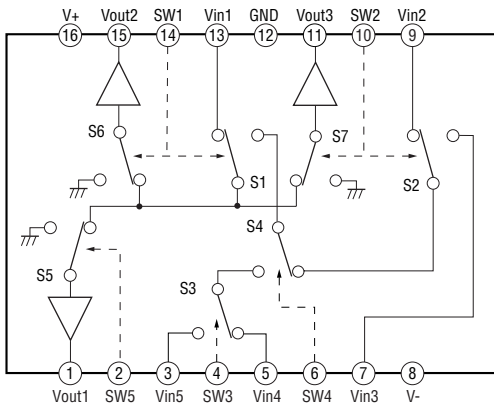 V+ Vout2 SW1 Vin1 GND Vout3 SW2 Vin2
16 15 14 13 12 11 10 9
S6 S7
S1 S2
S4
S5
S3
1 2 3 4 5 6 7 8
Vout1 SW5 Vin5 SW3 Vin4 SW4 Vin3 V-